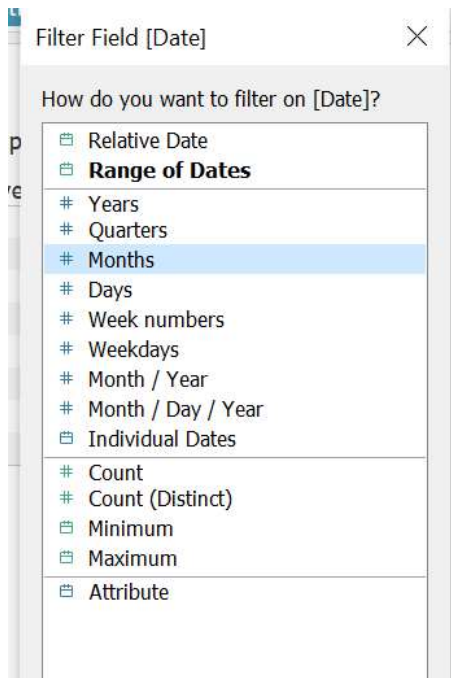 Filter Field [Date]
How do you want to filter on [Date]?
Relative Date
Range of Dates
# Years
# Quarters
# Months
# Days
# Week numbers
# Weekdays
# Month / Year
# Month / Day / Year
Individual Dates
# Count
# Count (Distinct)
Minimum
Maximum
Attribute